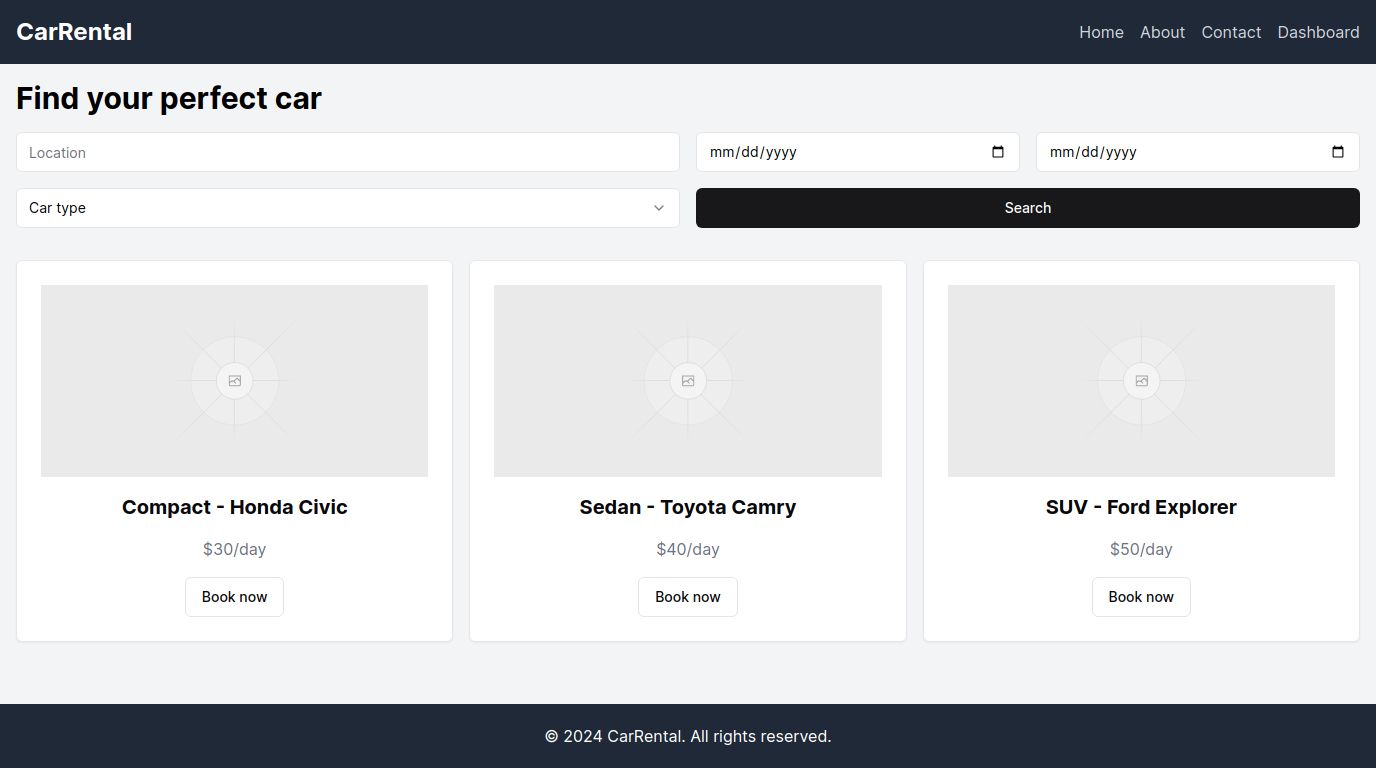 CarRental
Home About Contact Dashboard
Find your perfect car
Location
mm/dd/yyyy
mm/dd/yyyy
Car type
Search
Compact - Honda Civic
$30/day
Book now
Sedan - Toyota Camry
$40/day
Book now
SUV - Ford Explorer
$50/day
Book now
© 2024 CarRental. All rights reserved.